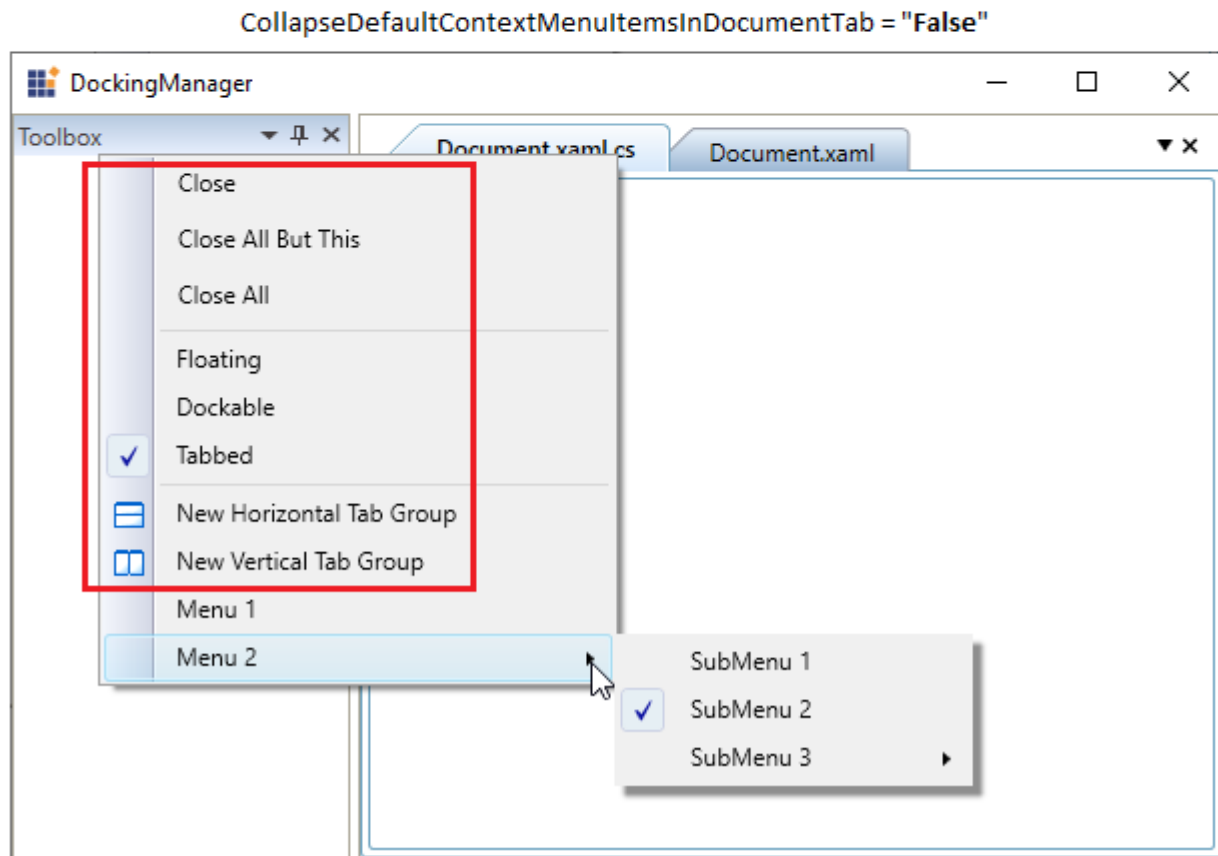 CollapseDefaultContextMenuItemsInDocumentTab = "False"
DockingManager
Toolbox
Document.xaml.cs
Document.xaml
Close
Close All But This
Close All
Floating
Dockable
Tabbed
New Horizontal Tab Group
New Vertical Tab Group
Menu 1
Menu 2
SubMenu 1
SubMenu 2
SubMenu 3